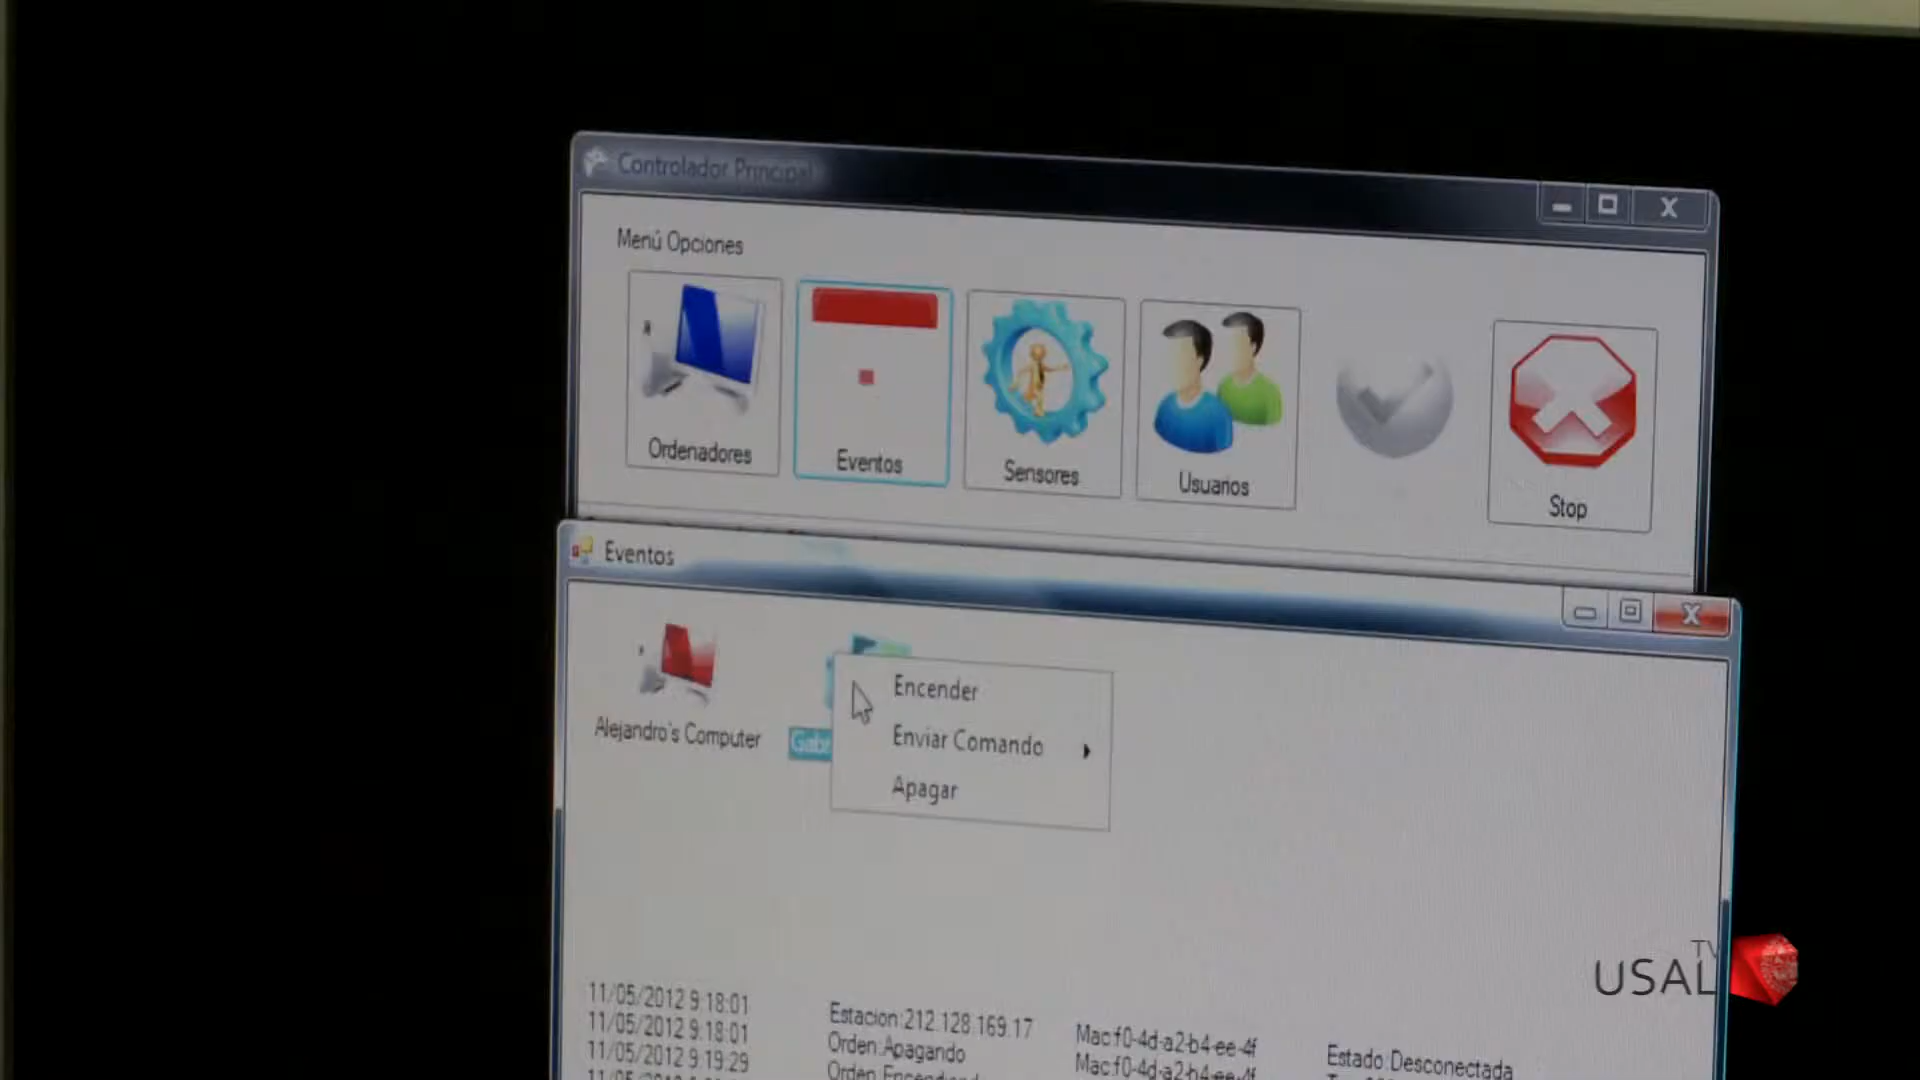 Controlador Principal
Menú Opciones
Ordenadores
Eventos
Sensores
Usuarios
Stop
Eventos
Alejandro's Computer
Gabr
Encender
Enviar Comando
Apagar
11/05/2012 9:18:01
11/05/2012 9:18:01 Estacion:212.128.169.17 Mac:f0-4d-a2-b4-ee-4f Estado:Desconectada
11/05/2012 9:19:29 Orden:Apagando Mac:f0-4d-a2-b4-ee-4f
TV
USAL